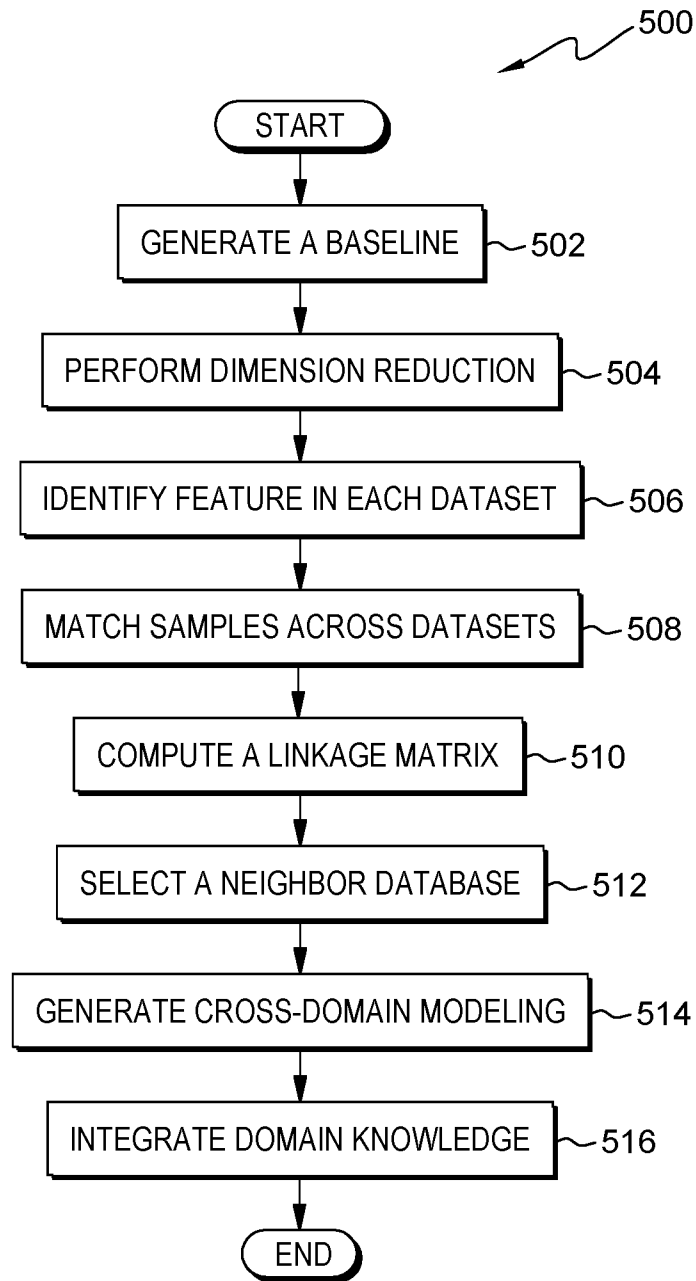 500
START
GENERATE A BASELINE
502
PERFORM DIMENSION REDUCTION
504
IDENTIFY FEATURE IN EACH DATASET
506
MATCH SAMPLES ACROSS DATASETS
508
COMPUTE A LINKAGE MATRIX
510
SELECT A NEIGHBOR DATABASE
512
GENERATE CROSS-DOMAIN MODELING
514
INTEGRATE DOMAIN KNOWLEDGE
516
END